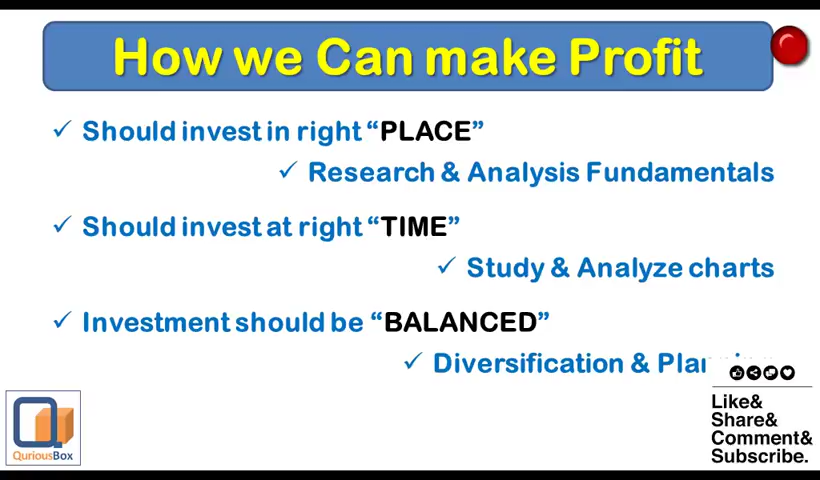 How we Can make Profit
Should invest in right “PLACE”
Research & Analysis Fundamentals
Should invest at right “TIME”
Study & Analyze charts
Investment should be “BALANCED”
Diversification &
Like&
Share&
Comment&
Subscribe.
QuriousBox